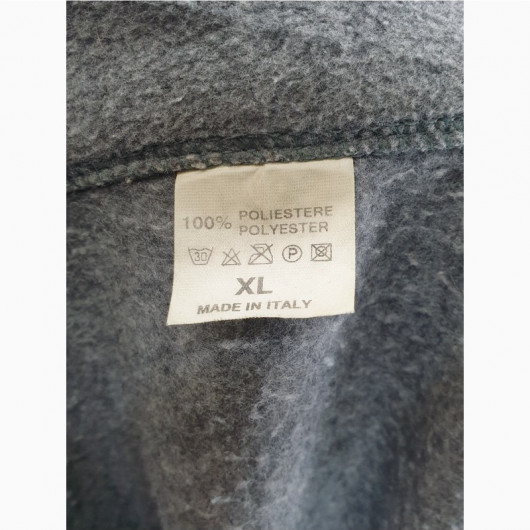 100% POLIESTERE
POLYESTER
30 P
XL
MADE IN ITALY